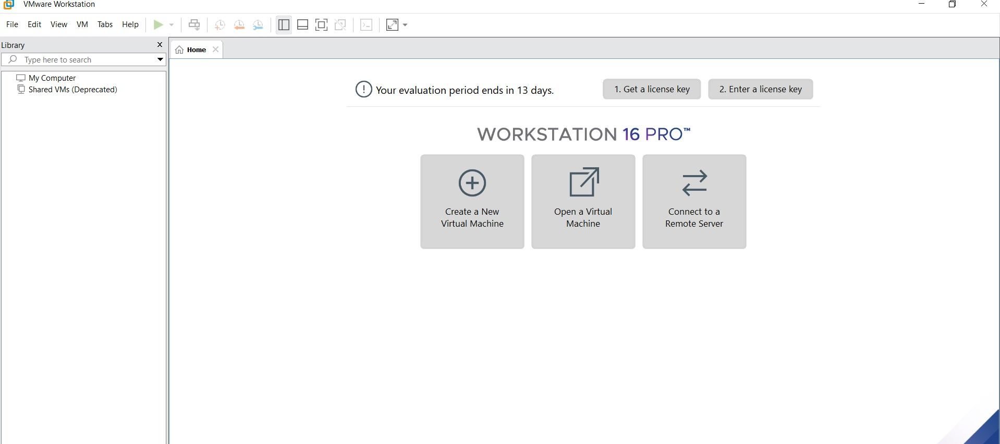 VMware Workstation
File Edit View VM Tabs Help
Library
Type here to search
My Computer
Shared VMs (Deprecated)
Home
Your evaluation period ends in 13 days.
1. Get a license key
2. Enter a license key
WORKSTATION 16 PRO™
Create a New
Virtual Machine
Open a Virtual
Machine
Connect to a
Remote Server